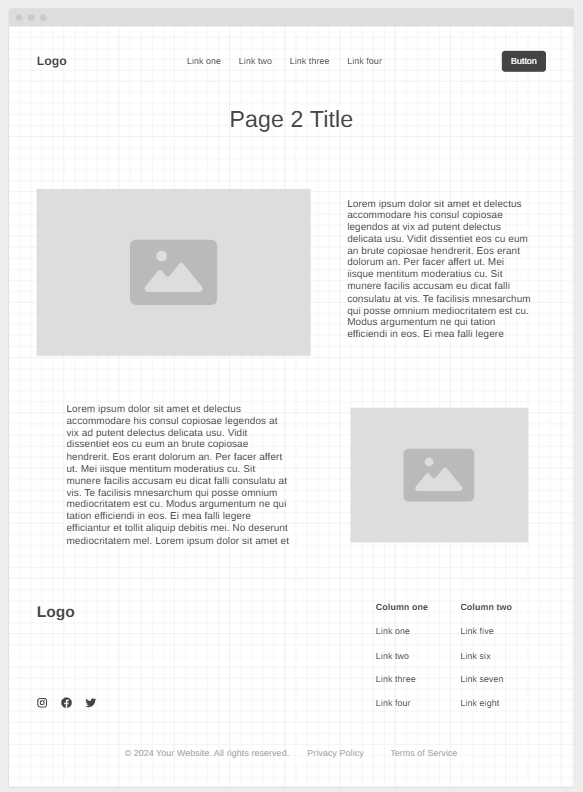 Logo
Link one Link two Link three Link four
Button
Page 2 Title
Lorem ipsum dolor sit amet et delectus
accommodare his consul copiosae
legendos at vix ad putent delectus
delicata usu. Vidit dissentiet eos cu eum
an brute copiosae hendrerit. Eos erant
dolorum an. Per facer affert ut. Mei
iisque mentitum moderatius cu. Sit
munere facilis accusam eu dicat falli
consulatu at vis. Te facilisis mnesarchum
qui posse omnium mediocritatem est cu.
Modus argumentum ne qui tation
efficiendi in eos. Ei mea falli legere
Lorem ipsum dolor sit amet et delectus
accommodare his consul copiosae legendos at
vix ad putent delectus delicata usu. Vidit
dissentiet eos cu eum an brute copiosae
hendrerit. Eos erant dolorum an. Per facer affert
ut. Mei iisque mentitum moderatius cu. Sit
munere facilis accusam eu dicat falli consulatu at
vis. Te facilisis mnesarchum qui posse omnium
mediocritatem est cu. Modus argumentum ne qui
tation efficiendi in eos. Ei mea falli legere
efficiantur et tollit aliquip debitis mei. No deserunt
mediocritatem mel. Lorem ipsum dolor sit amet et
Logo
Column one
Link one
Link two
Link three
Link four
Column two
Link five
Link six
Link seven
Link eight
© 2024 Your Website. All rights reserved. Privacy Policy Terms of Service